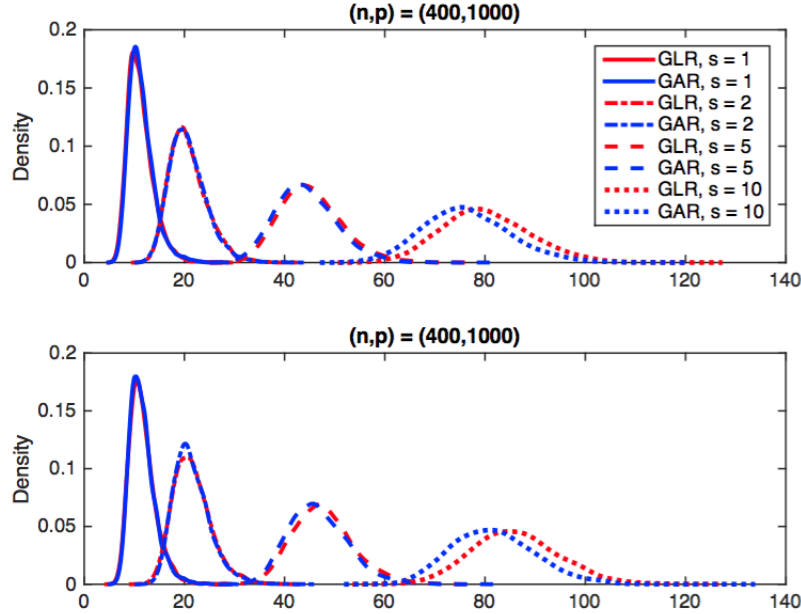 (n,p) = (400,1000)
0.2
0.15
0.1
0.05
0
Density
GLR, s = 1
GAR, s = 1
GLR, s = 2
GAR, s = 2
GLR, s = 5
GAR, s = 5
GLR, s = 10
GAR, s = 10
0 20 40 60 80 100 120 140
(n,p) = (400,1000)
0.2
0.15
0.1
0.05
0
Density
0 20 40 60 80 100 120 140